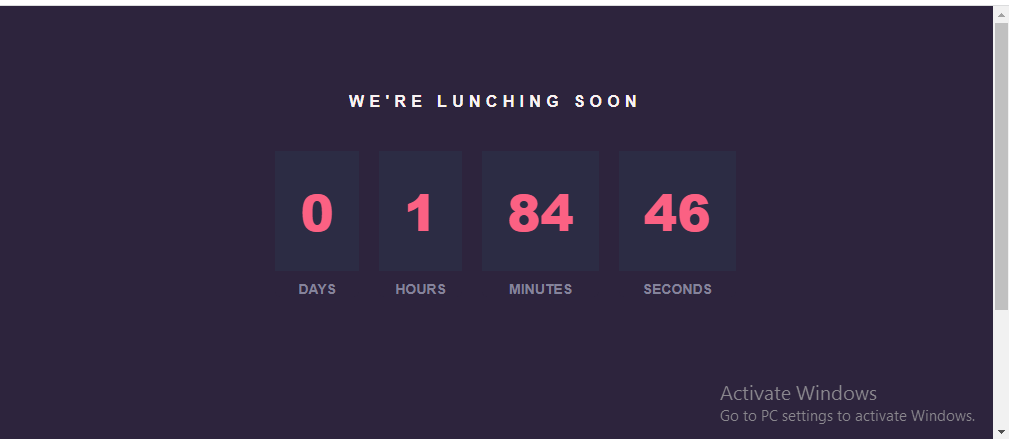 WE'RE LUNCHING SOON
0 1 84 46
DAYS HOURS MINUTES SECONDS
Activate Windows
Go to PC settings to activate Windows.